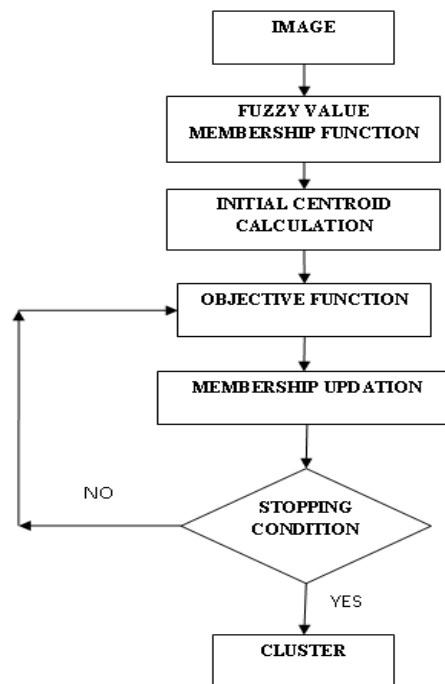 IMAGE
FUZZY VALUE
MEMBERSHIP FUNCTION
INITIAL CENTROID
CALCULATION
OBJECTIVE FUNCTION
MEMBERSHIP UPDATION
NO
STOPPING
CONDITION
YES
CLUSTER